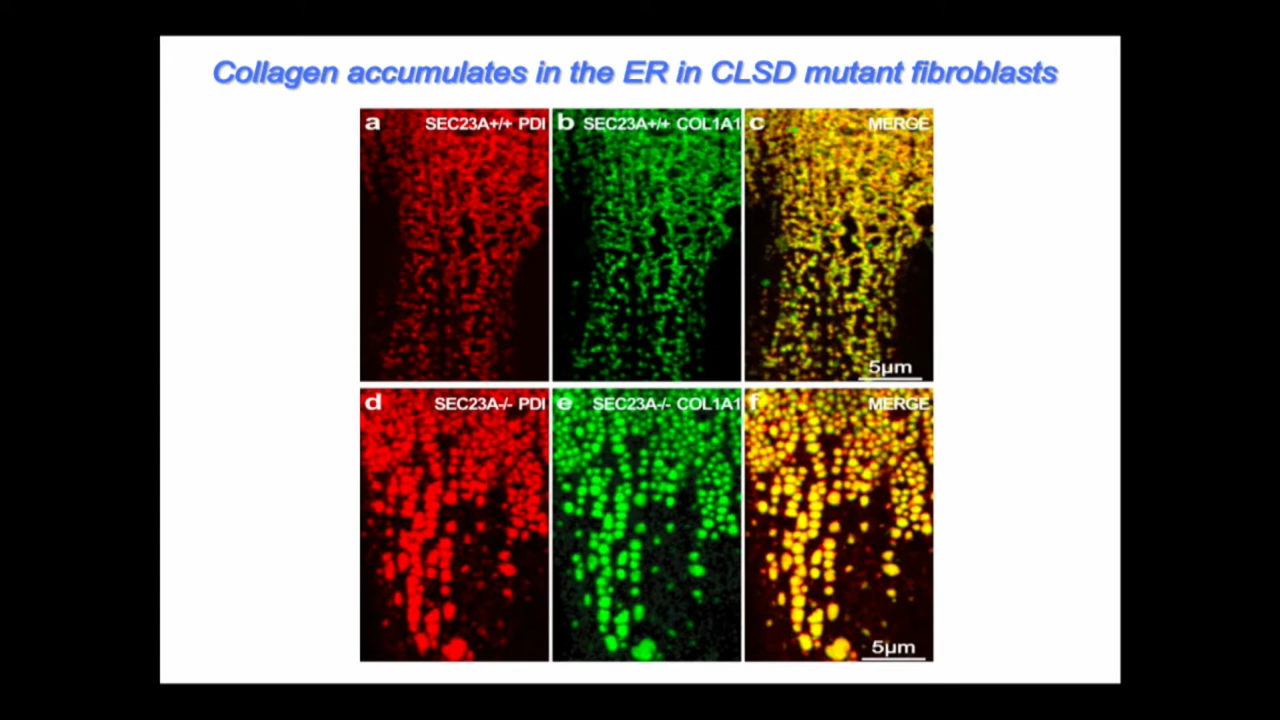 Collagen accumulates in the ER in CLSD mutant fibroblasts
a SEC23A+/+ PDI
b SEC23A+/+ COL1A1
c MERGE
5µm
d SEC23A-/- PDI
e SEC23A-/- COL1A1
f MERGE
5µm